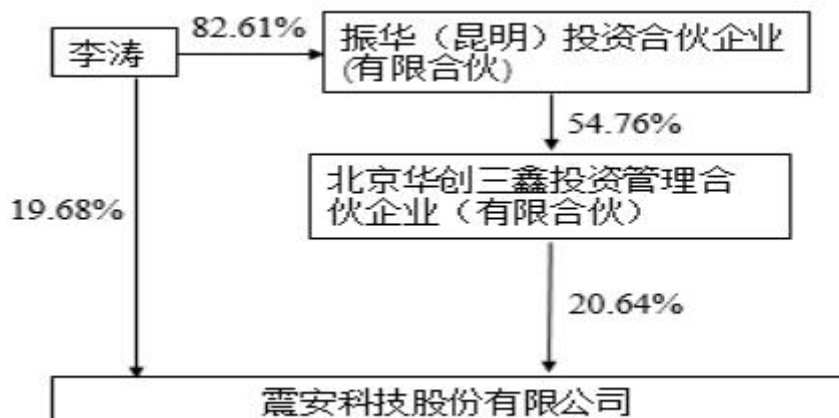 82.61%
李涛
振华（昆明）投资合伙企业
(有限合伙)
54.76%
北京华创三鑫投资管理合
伙企业（有限合伙）
19.68%
20.64%
震安科技股份有限公司